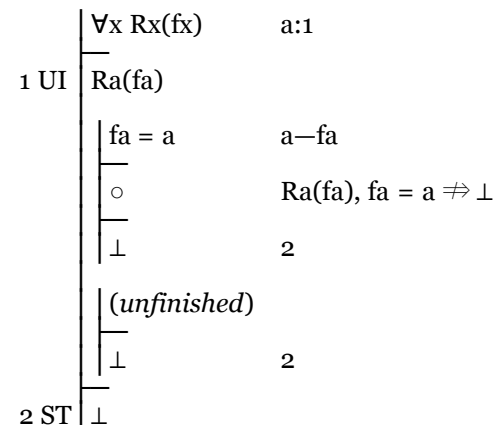 ∀x Rx(fx) a:1
1 UI Ra(fa)
fa = a a—fa
○ Ra(fa), fa = a ⇏ ⊥
⊥ 2
(unfinished)
⊥ 2
2 ST ⊥